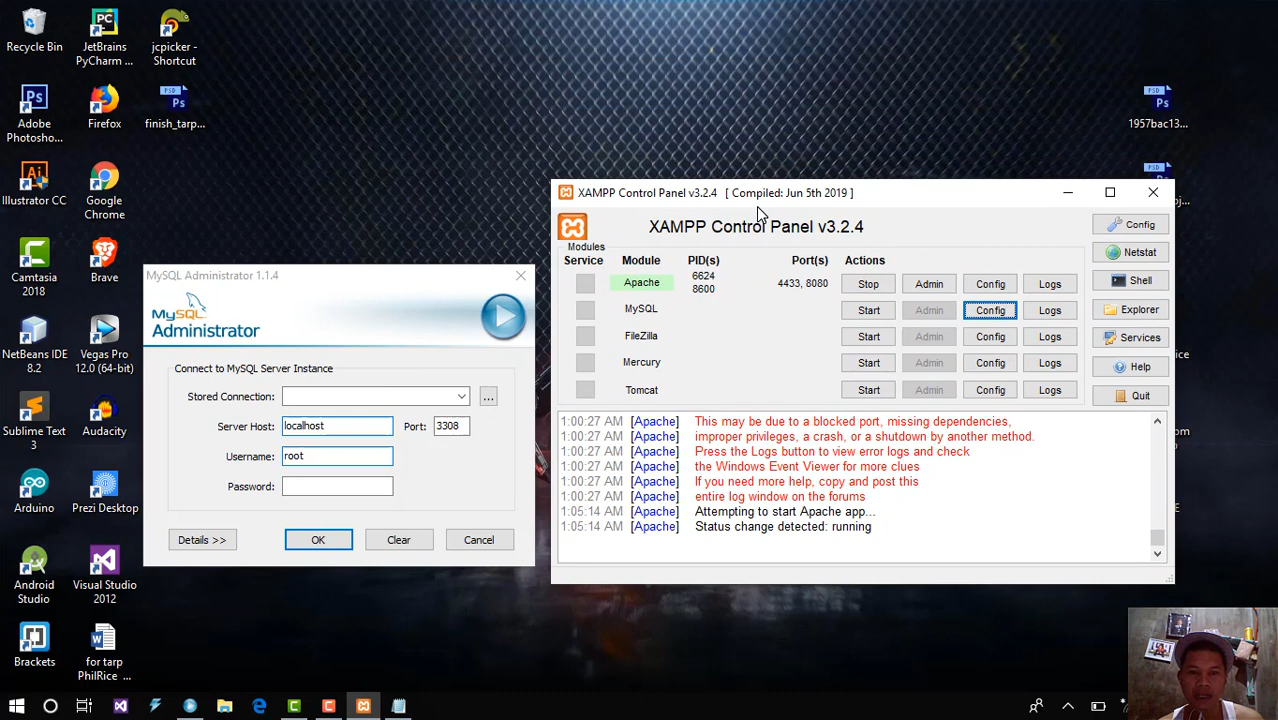 Recycle Bin
JetBrains
PyCharm ...
jcpicker -
Shortcut
Adobe
Photosho...
Firefox
finish_tarp...
Illustrator CC
Google
Chrome
Camtasia
2018
Brave
NetBeans IDE
8.2
Vegas Pro
12.0 (64-bit)
Sublime Text
3
Audacity
Arduino
Prezi Desktop
Android
Studio
Visual Studio
2012
Brackets
for tarp
PhilRice ...
1957bac13...
MySQL Administrator 1.1.4
MySQL
Administrator
Connect to MySQL Server Instance
Stored Connection:
...
Server Host: localhost Port: 3308
Username: root
Password:
Details >> OK Clear Cancel
XAMPP Control Panel v3.2.4 [ Compiled: Jun 5th 2019 ]
XAMPP Control Panel v3.2.4
Config
Modules
Service Module PID(s) Port(s) Actions
Netstat
Apache 6624 8600 4433, 8080 Stop Admin Config Logs
Shell
MySQL Start Admin Config Logs
Explorer
FileZilla Start Admin Config Logs
Services
Mercury Start Admin Config Logs
Help
Tomcat Start Admin Config Logs
Quit
1:00:27 AM [Apache] This may be due to a blocked port, missing dependencies,
1:00:27 AM [Apache] improper privileges, a crash, or a shutdown by another method.
1:00:27 AM [Apache] Press the Logs button to view error logs and check
1:00:27 AM [Apache] the Windows Event Viewer for more clues
1:00:27 AM [Apache] If you need more help, copy and post this
1:00:27 AM [Apache] entire log window on the forums
1:05:14 AM [Apache] Attempting to start Apache app...
1:05:14 AM [Apache] Status change detected: running